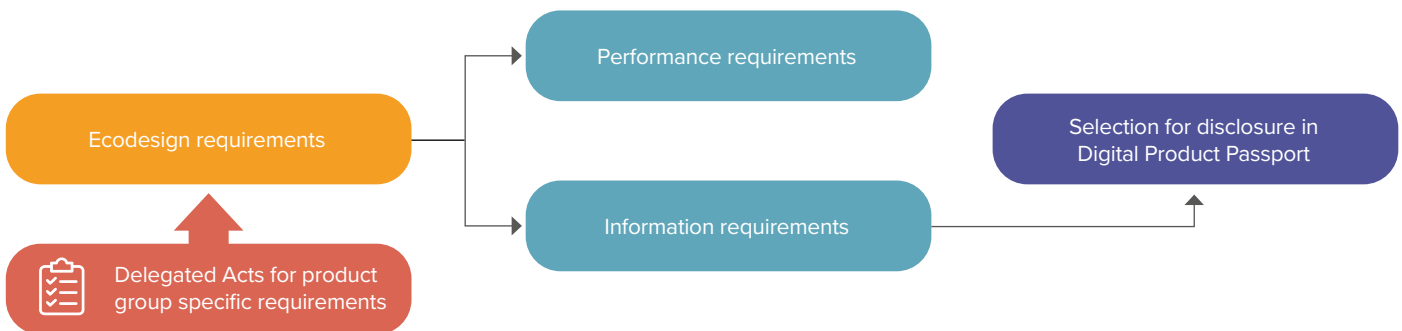 Performance requirements
Ecodesign requirements
Selection for disclosure in
Digital Product Passport
Information requirements
Delegated Acts for product
group specific requirements